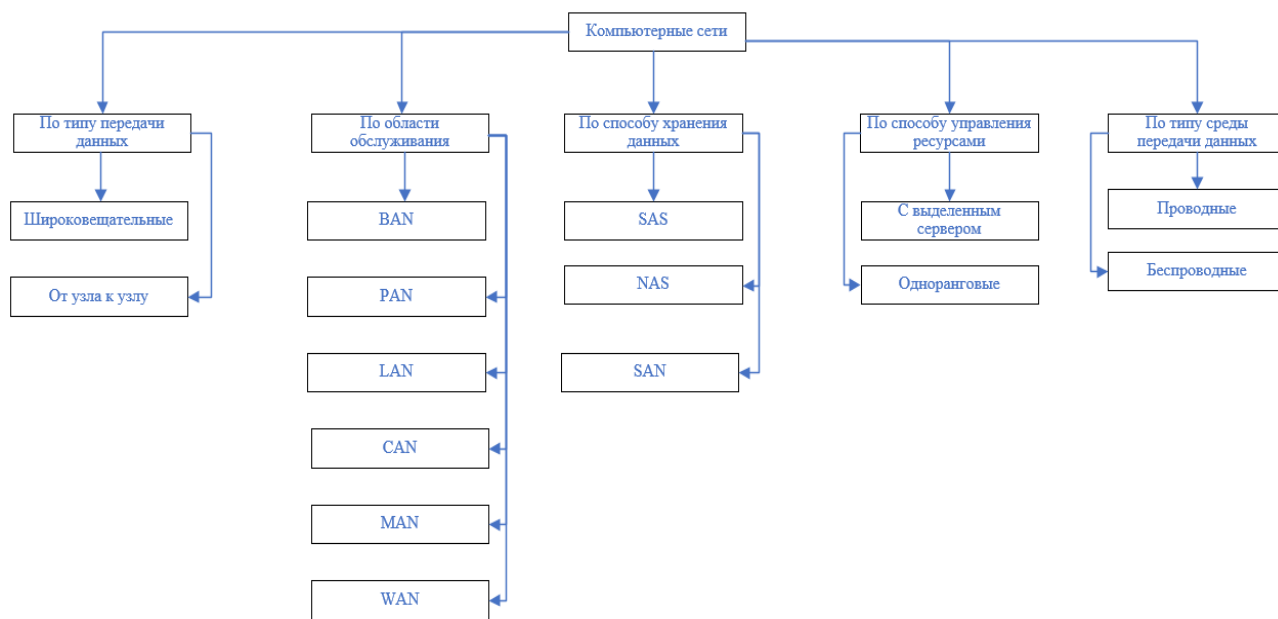 Компьютерные сети
По типу передачи
данных
По области
обслуживания
По способу хранения
данных
По способу управления
ресурсами
По типу среды
передачи данных
Широковещательные
От узла к узлу
BAN
PAN
LAN
CAN
MAN
WAN
SAS
NAS
SAN
С выделенным
сервером
Одноранговые
Проводные
Беспроводные